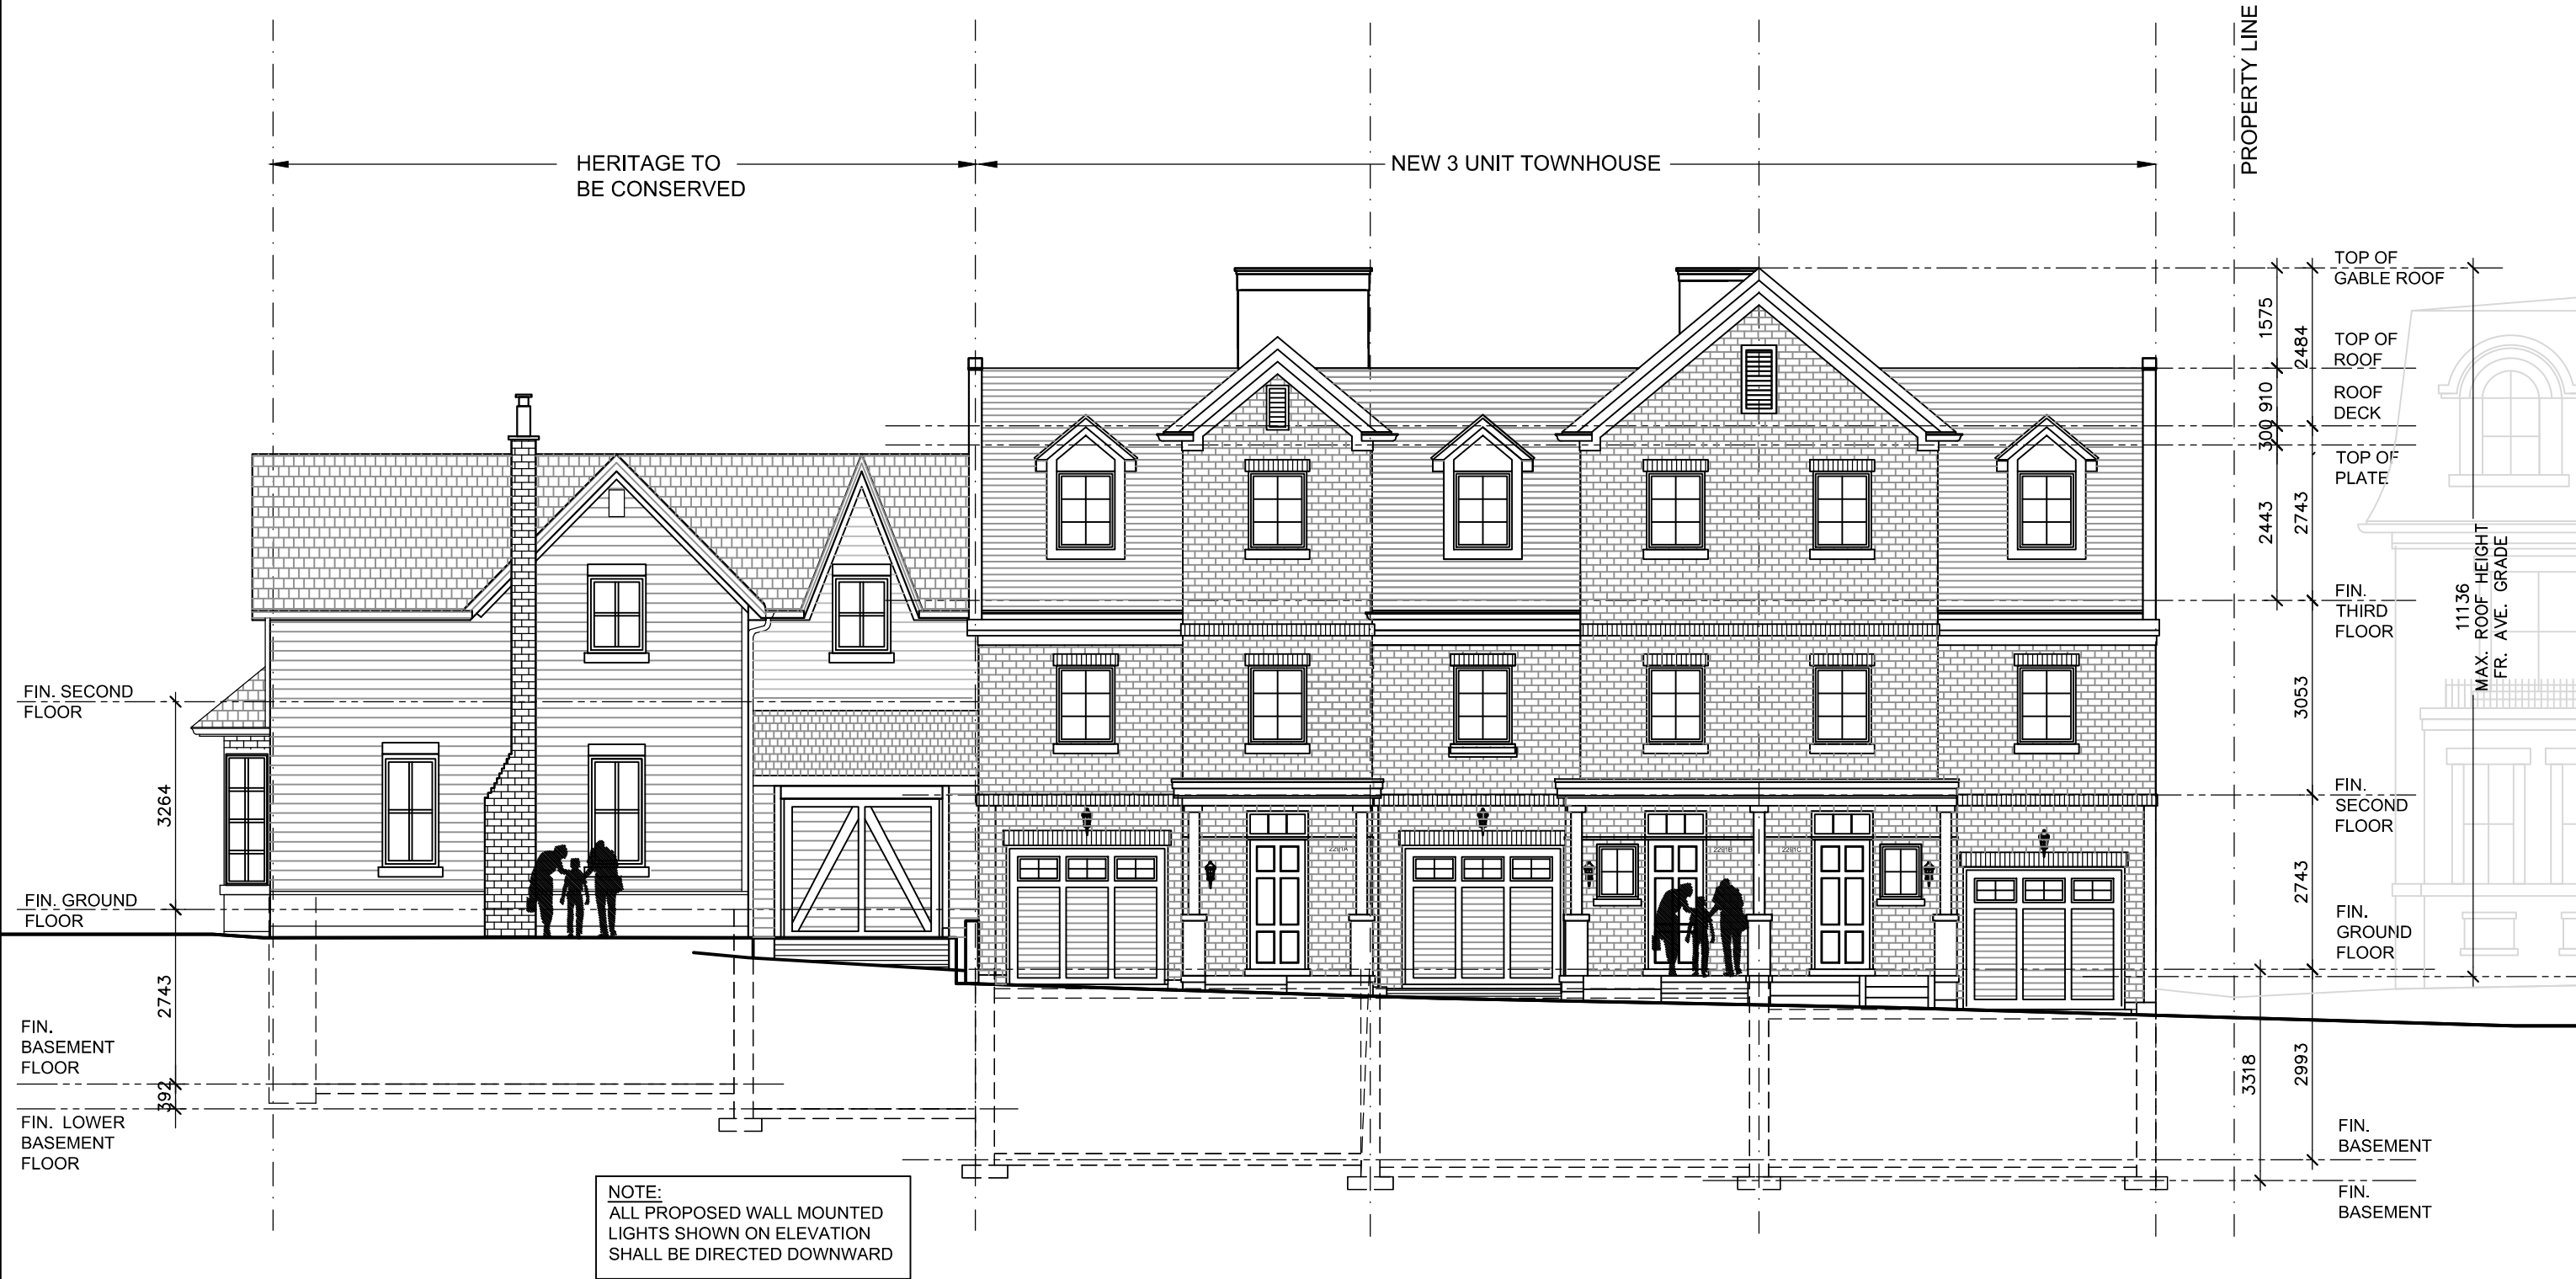 PROPERTY LINE
HERITAGE TO
BE CONSERVED
NEW 3 UNIT TOWNHOUSE
TOP OF
GABLE ROOF
1575
2484
TOP OF
ROOF
910
ROOF
DECK
300
TOP OF
PLATE
2443
2743
11136
MAX. ROOF HEIGHT
FR. AVE. GRADE
FIN.
THIRD
FLOOR
3053
FIN.
SECOND
FLOOR
2743
FIN.
GROUND
FLOOR
3318
2993
FIN.
BASEMENT
FIN.
BASEMENT
FIN. SECOND
FLOOR
3264
FIN. GROUND
FLOOR
2743
FIN.
BASEMENT
FLOOR
392
FIN. LOWER
BASEMENT
FLOOR
NOTE:
ALL PROPOSED WALL MOUNTED
LIGHTS SHOWN ON ELEVATION
SHALL BE DIRECTED DOWNWARD